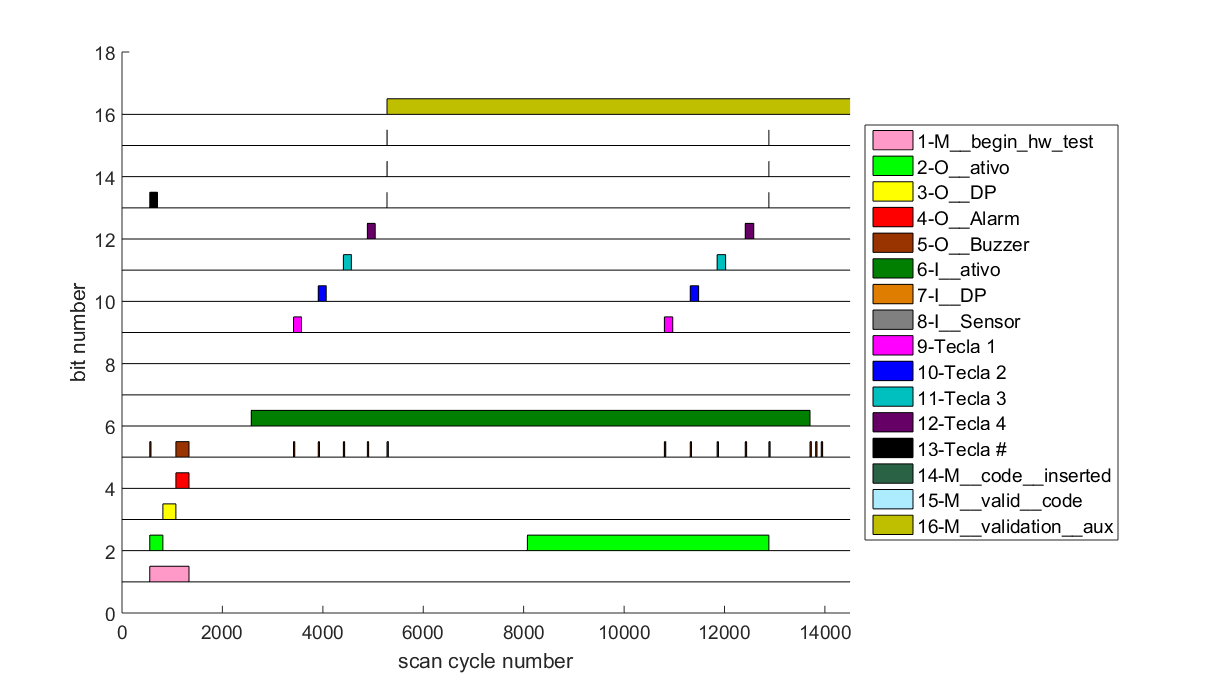 18
16
14
12
10
8
6
4
2
0
bit number
0 2000 4000 6000 8000 10000 12000 14000
scan cycle number
1-M__begin_hw_test
2-O__ativo
3-O__DP
4-O__Alarm
5-O__Buzzer
6-I__ativo
7-I__DP
8-I__Sensor
9-Tecla 1
10-Tecla 2
11-Tecla 3
12-Tecla 4
13-Tecla #
14-M__code__inserted
15-M__valid__code
16-M__validation__aux